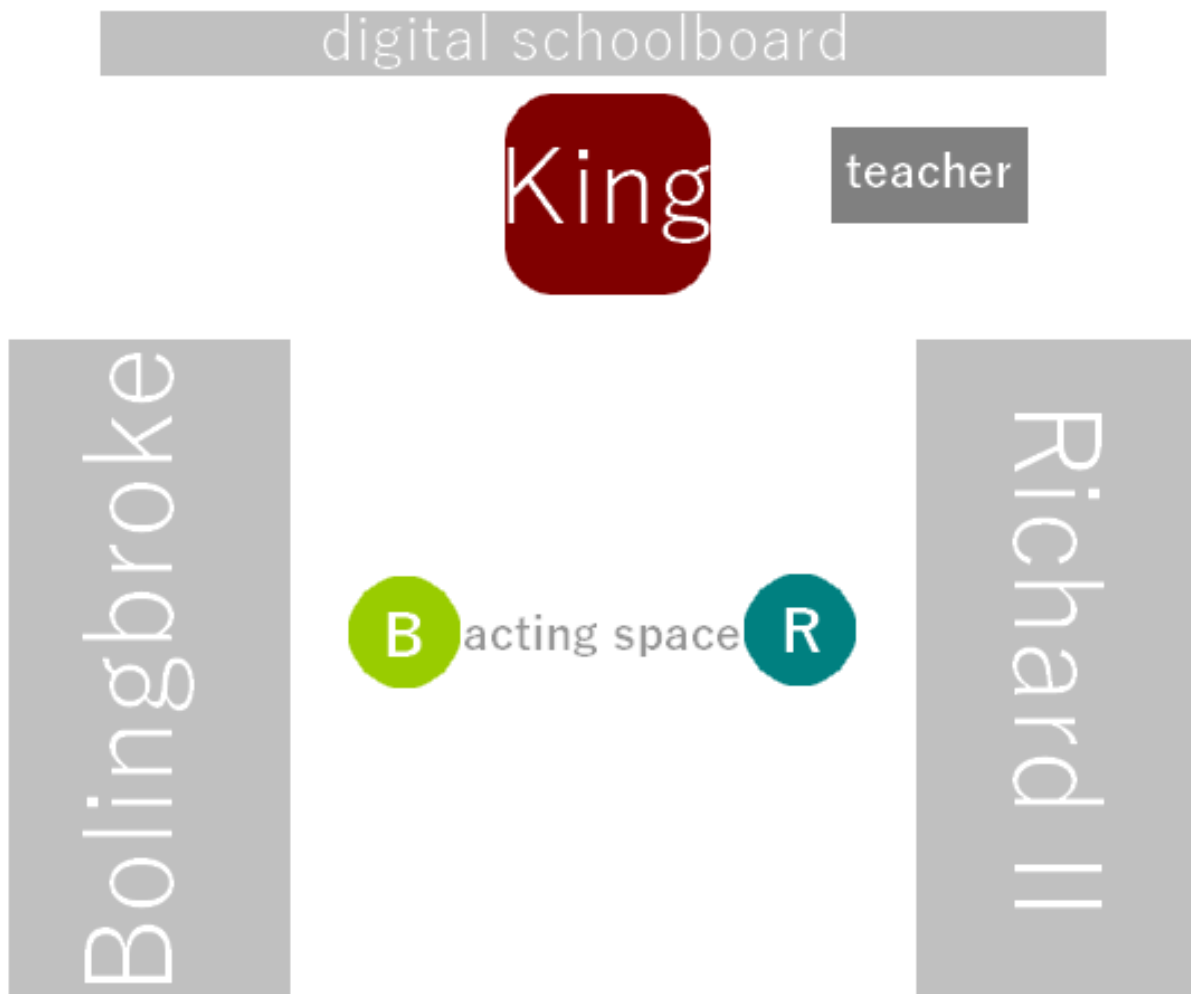 digital schoolboard
King
teacher
Bolingbroke
B
acting space
R
Richard II